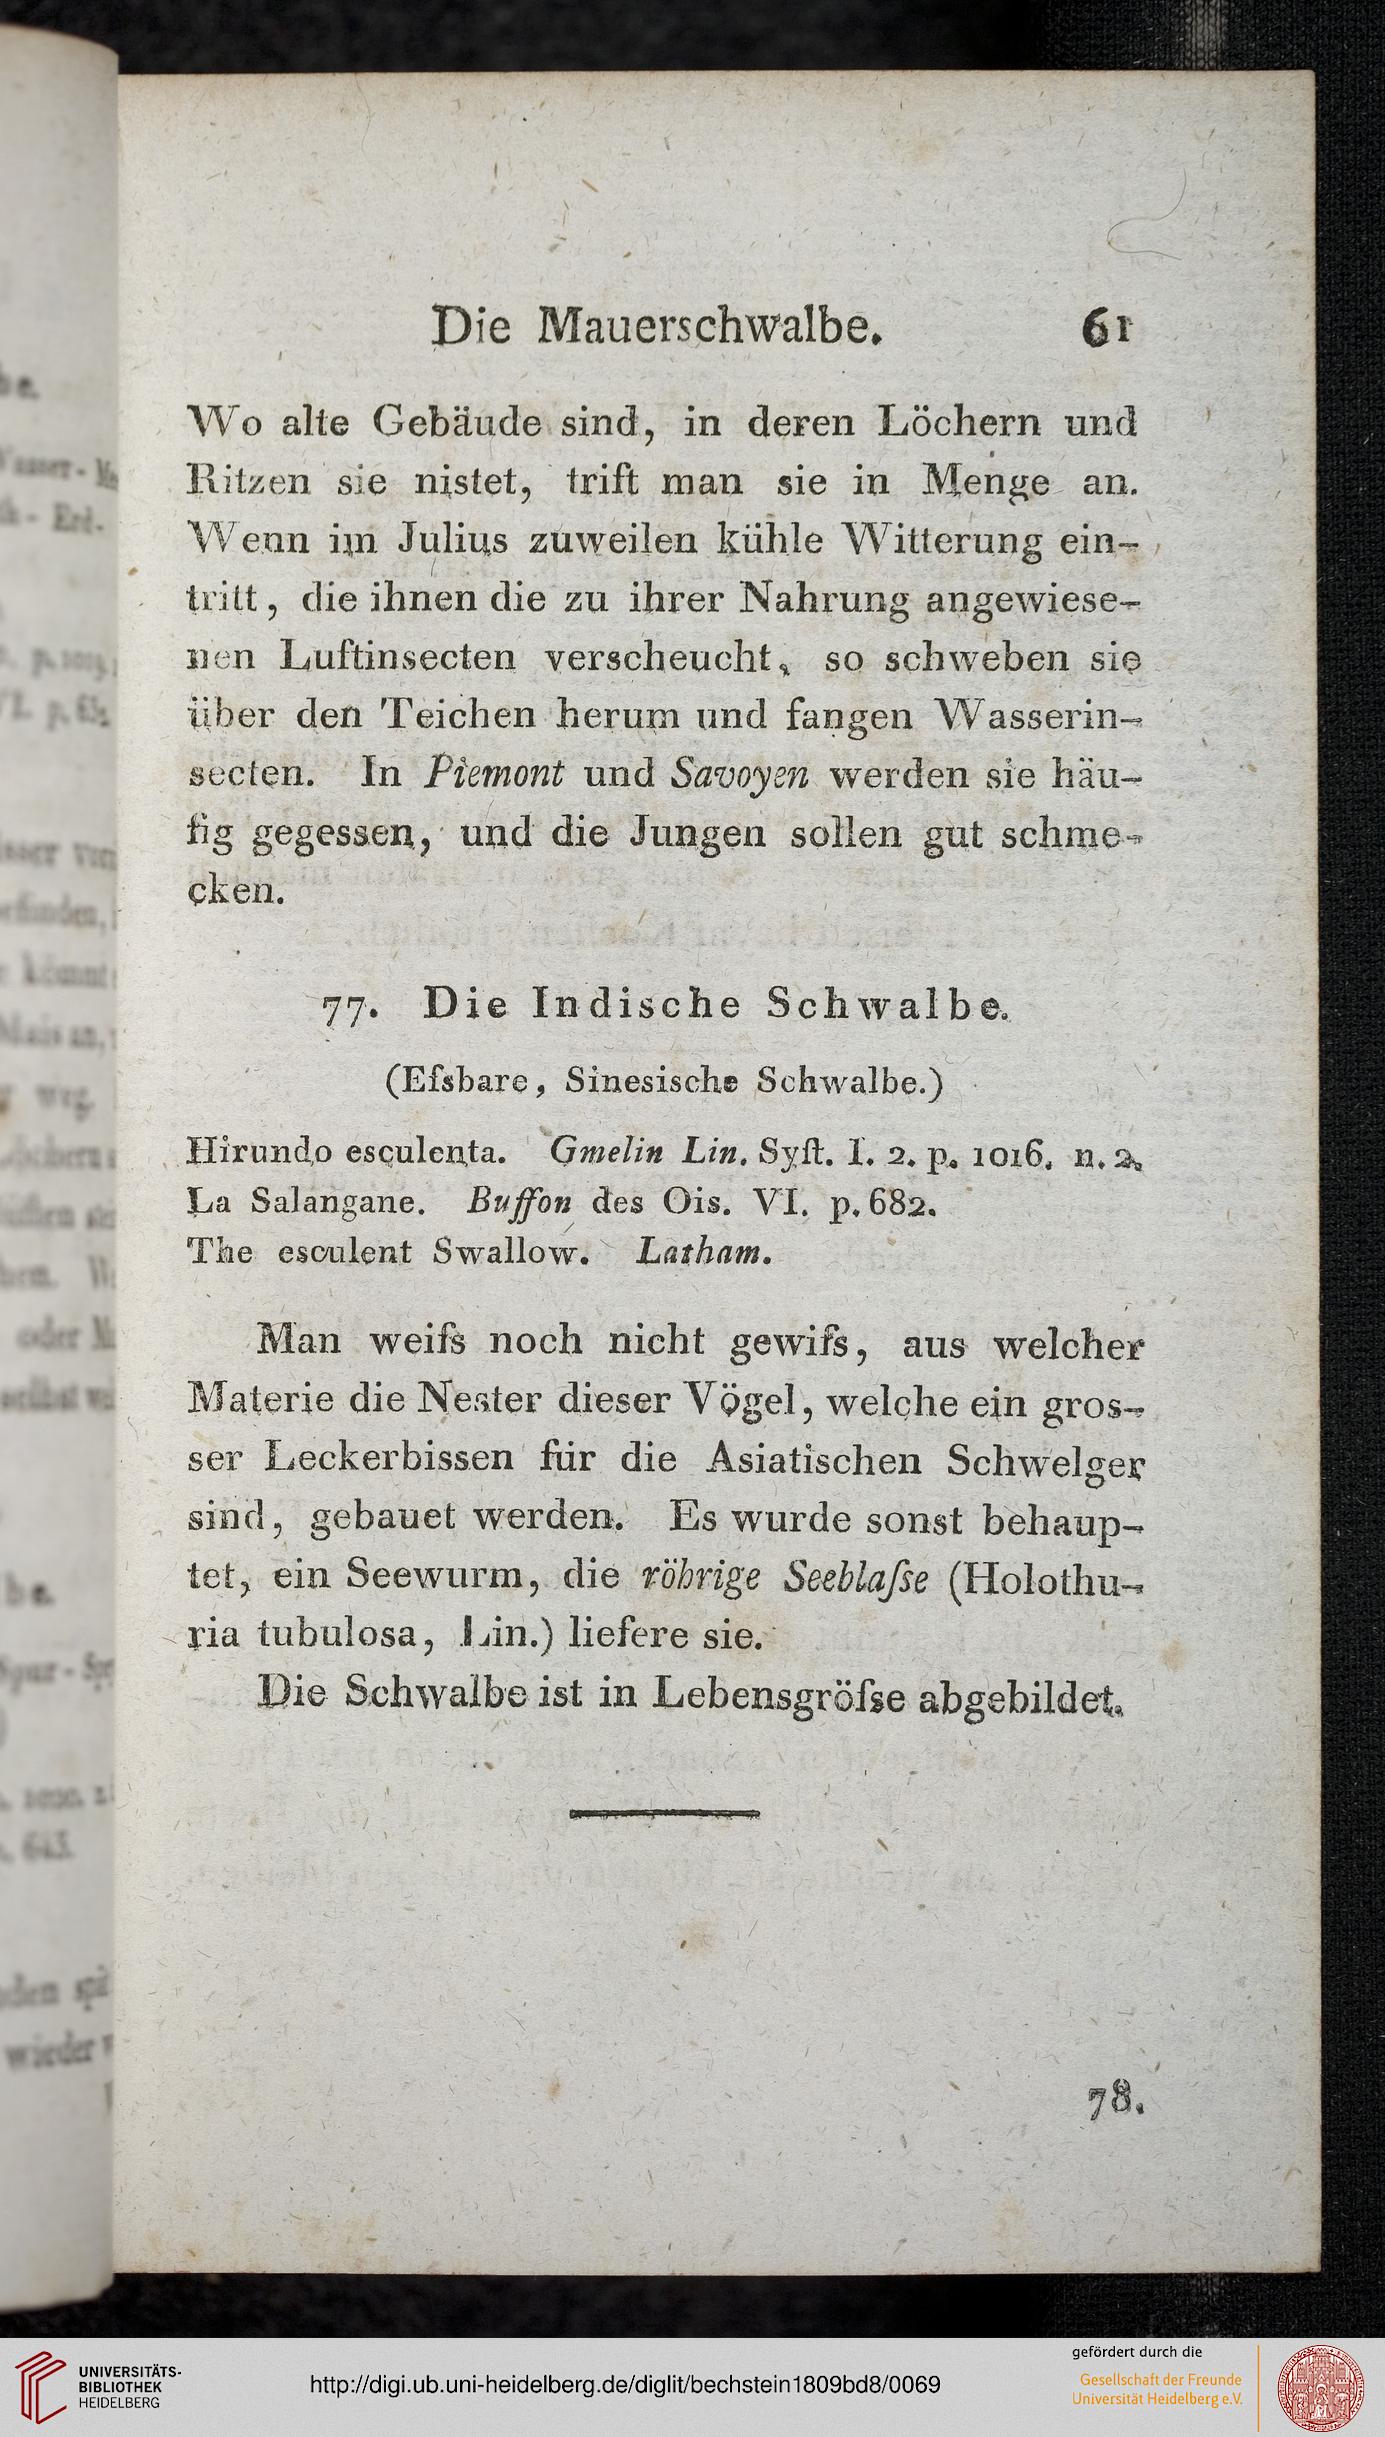 Die Mauerschwalbe. 61
Wo alte Gebäude sind, in deren Löchern und
Ritzen sie nistet, trift man sie in Menge an.
Wenn im Julius zuweilen kühle Witterung ein-
tritt, die ihnen die zu ihrer Nahrung angewiese-
nen Luftinsecten verscheucht, so schweben sie
über den Teichen herum und fangen Wasserin-
secten. In Piemont und Savoyen werden sie häu-
fig gegessen, und die Jungen sollen gut schme-
cken.
77. Die Indische Schwalbe.
(Eſsbare, Sinesische Schwalbe.)
Hirundo esculenta. Gmelin Lin. Syſt. I. 2. p. 1016. n. 2.
La Salangane. Buffon des Ois. VI. p. 682.
The esculent Swallow. Latham.
Man weiſs noch nicht gewiſs, aus welcher
Materie die Nester dieser Vögel, welche ein gros-
ser Leckerbissen für die Asiatischen Schwelger
sind, gebauet werden. Es wurde sonst behaup-
tet, ein Seewurm, die röhrige Seeblaſse (Holothu-
ria tubulosa, Lin.) liefere sie.
Die Schwalbe ist in Lebensgröſse abgebildet.
78.
UNIVERSITÄTS-
BIBLIOTHEK
HEIDELBERG
http://digi.ub.uni-heidelberg.de/diglit/bechstein1809bd8/0069
gefördert durch die
Gesellschaft der Freunde
Universität Heidelberg e.V.